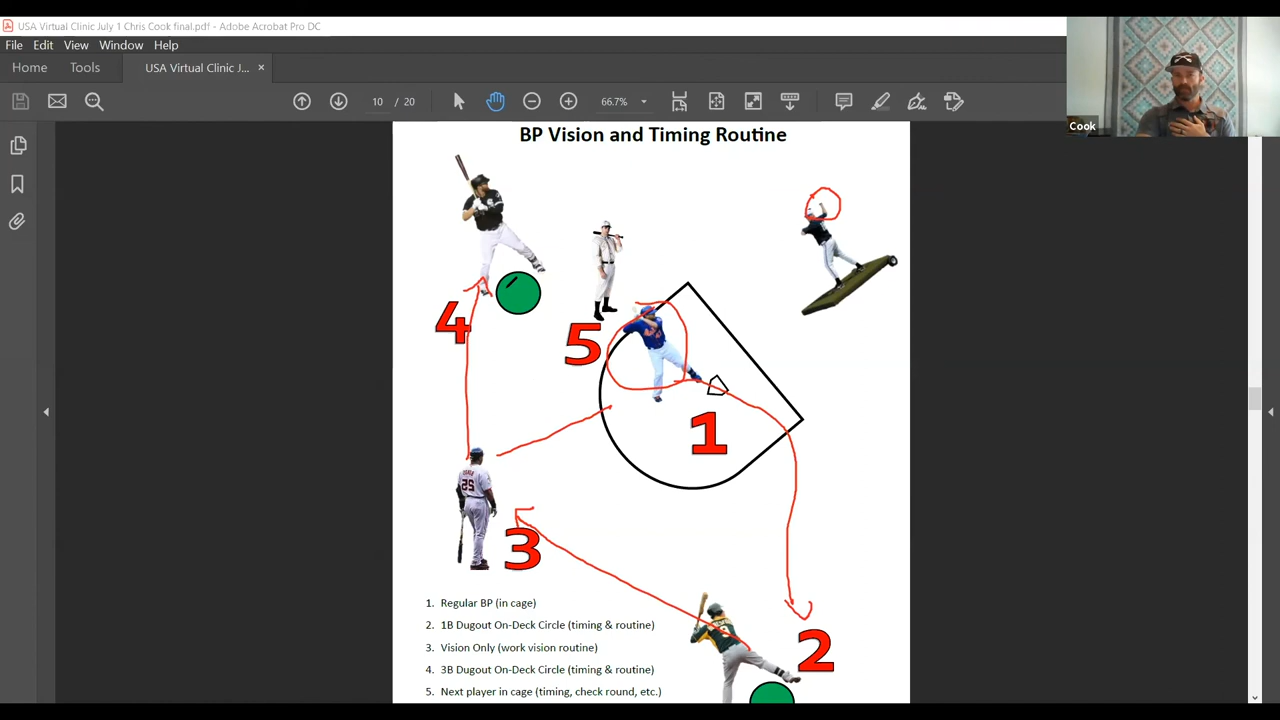 USA Virtual Clinic July 1 Chris Cook final.pdf - Adobe Acrobat Pro DC
File Edit View Window Help
Home Tools USA Virtual Clinic J... ×
10 / 20 66.7%
Cook
BP Vision and Timing Routine
4
5
1
3
25
2
1. Regular BP (in cage)
2. 1B Dugout On-Deck Circle (timing & routine)
3. Vision Only (work vision routine)
4. 3B Dugout On-Deck Circle (timing & routine)
5. Next player in cage (timing, check round, etc.)